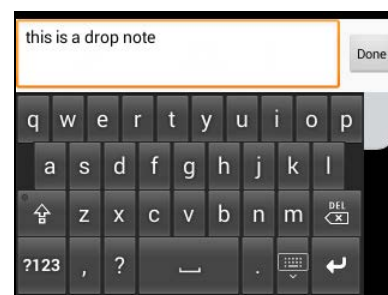 this is a drop note
Done
q w e r t y u i o p
a s d f g h j k l
z x c v b n m DEL
?123 , ? .